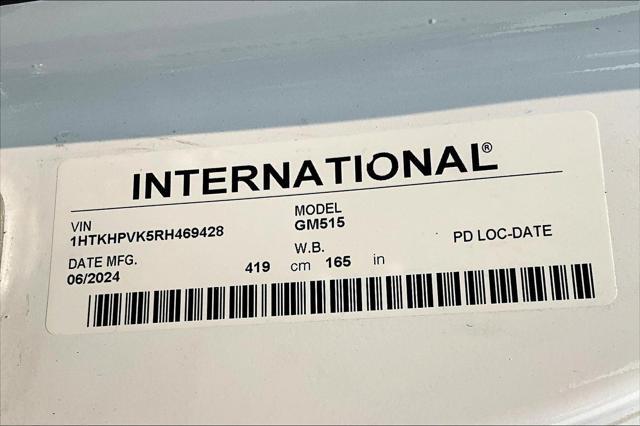 INTERNATIONAL®
VIN
1HTKHPVK5RH469428
MODEL
GM515
DATE MFG.
06/2024
W.B.
419 cm 165 in
PD LOC-DATE